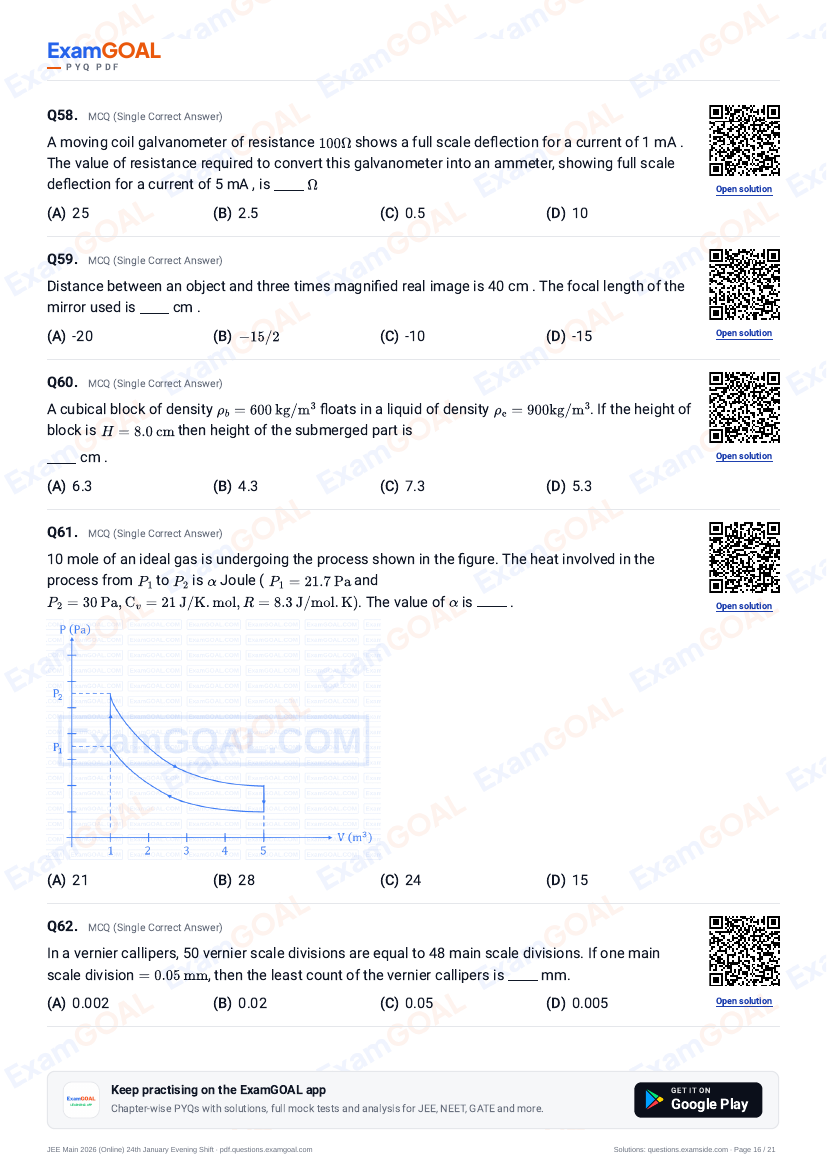 ExamGOAL
PYQ PDF
Q58. MCQ (Single Correct Answer)
A moving coil galvanometer of resistance 100Ω shows a full scale deflection for a current of 1 mA .
The value of resistance required to convert this galvanometer into an ammeter, showing full scale
deflection for a current of 5 mA , is ____ Ω
Open solution
(A) 25 (B) 2.5 (C) 0.5 (D) 10
Q59. MCQ (Single Correct Answer)
Distance between an object and three times magnified real image is 40 cm . The focal length of the
mirror used is ____ cm .
Open solution
(A) -20 (B) −15/2 (C) -10 (D) -15
Q60. MCQ (Single Correct Answer)
A cubical block of density ρ_b = 600 kg/m³ floats in a liquid of density ρ_e = 900kg/m³. If the height of
block is H = 8.0 cm then height of the submerged part is
____ cm .
Open solution
(A) 6.3 (B) 4.3 (C) 7.3 (D) 5.3
Q61. MCQ (Single Correct Answer)
10 mole of an ideal gas is undergoing the process shown in the figure. The heat involved in the
process from P₁ to P₂ is α Joule ( P₁ = 21.7 Pa and
P₂ = 30 Pa, C_v = 21 J/K. mol, R = 8.3 J/mol. K). The value of α is ____ .
Open solution
P (Pa)
P₂
ExamGOAL.COM
P₁
V (m³)
1 2 3 4 5
(A) 21 (B) 28 (C) 24 (D) 15
Q62. MCQ (Single Correct Answer)
In a vernier callipers, 50 vernier scale divisions are equal to 48 main scale divisions. If one main
scale division = 0.05 mm, then the least count of the vernier callipers is ____ mm.
Open solution
(A) 0.002 (B) 0.02 (C) 0.05 (D) 0.005
ExamGOAL
Keep practising on the ExamGOAL app
Chapter-wise PYQs with solutions, full mock tests and analysis for JEE, NEET, GATE and more.
GET IT ON
Google Play
JEE Main 2026 (Online) 24th January Evening Shift · pdf.questions.examgoal.com
Solutions: questions.examside.com · Page 16 / 21